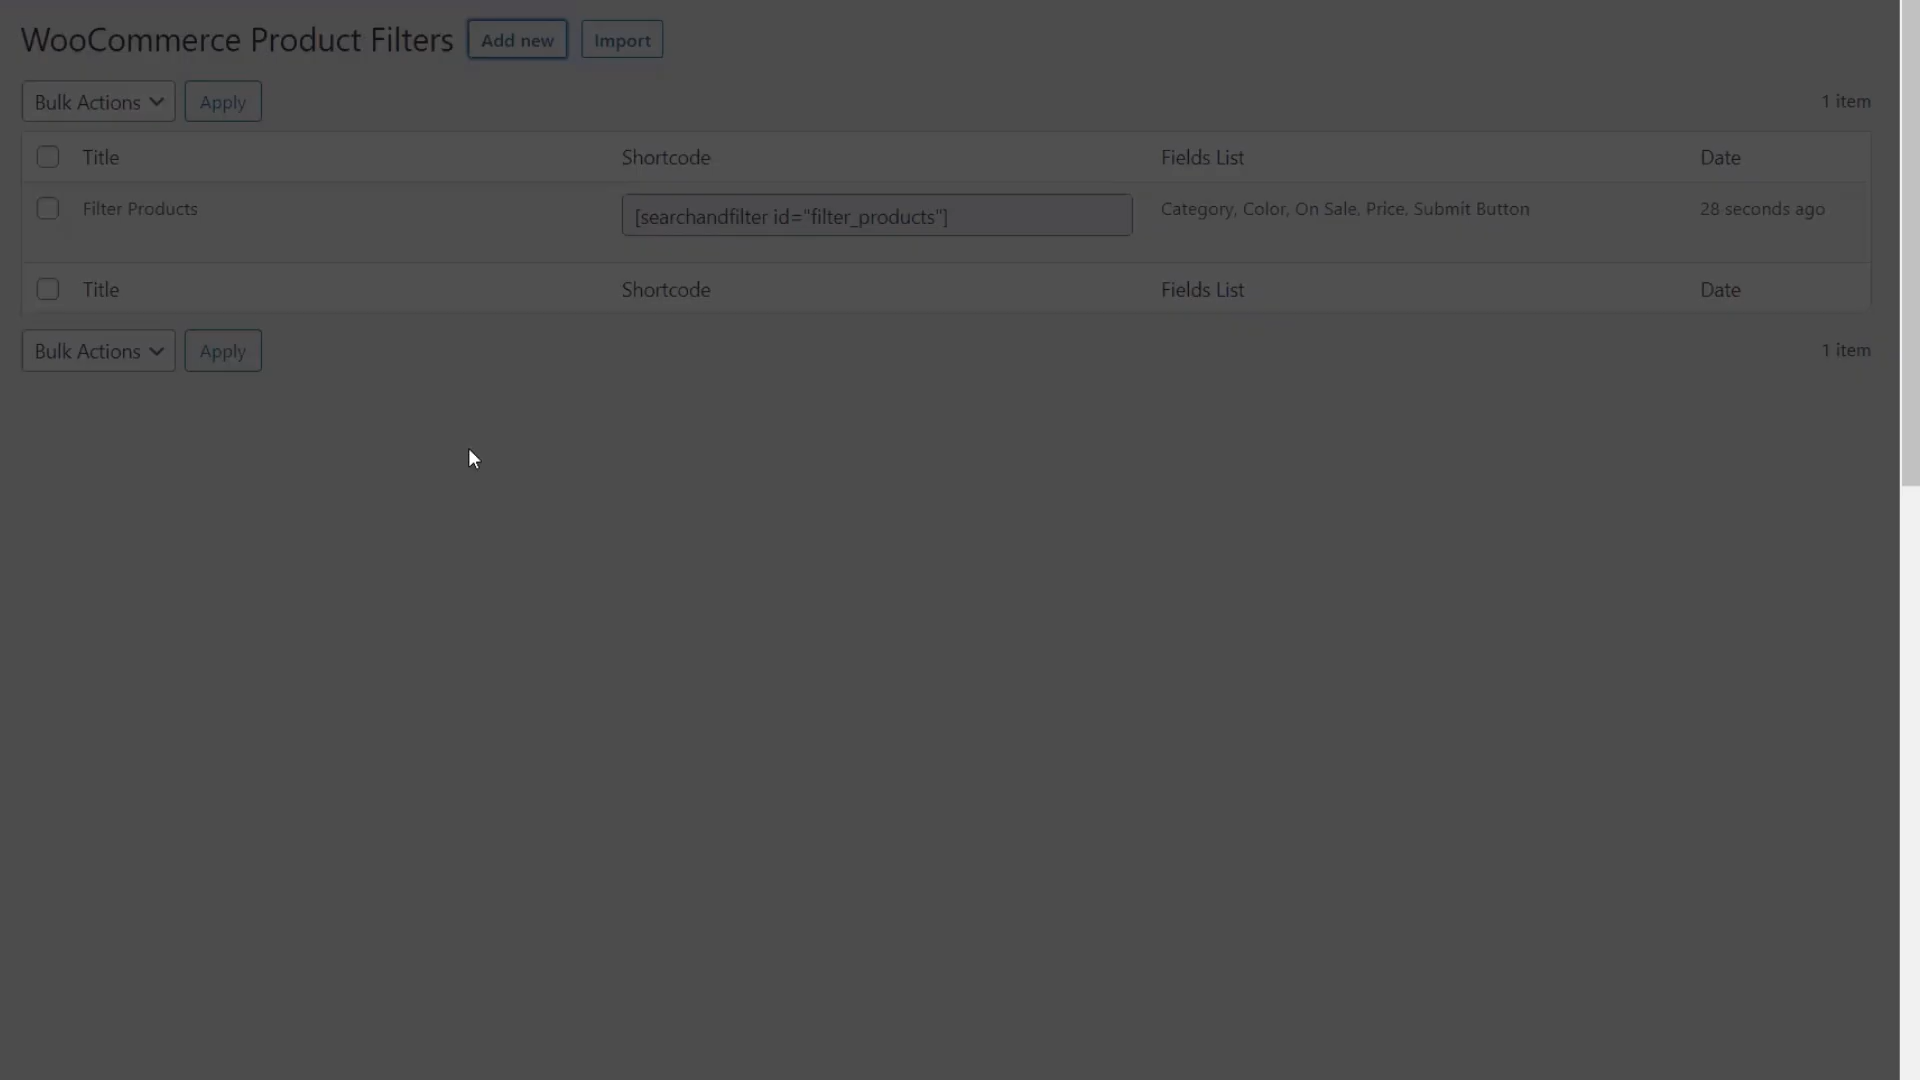 WooCommerce Product Filters Add new Import
Bulk Actions Apply 1 item
Title Shortcode Fields List Date
Filter Products [searchandfilter id="filter_products"] Category, Color, On Sale, Price, Submit Button 28 seconds ago
Title Shortcode Fields List Date
Bulk Actions Apply 1 item